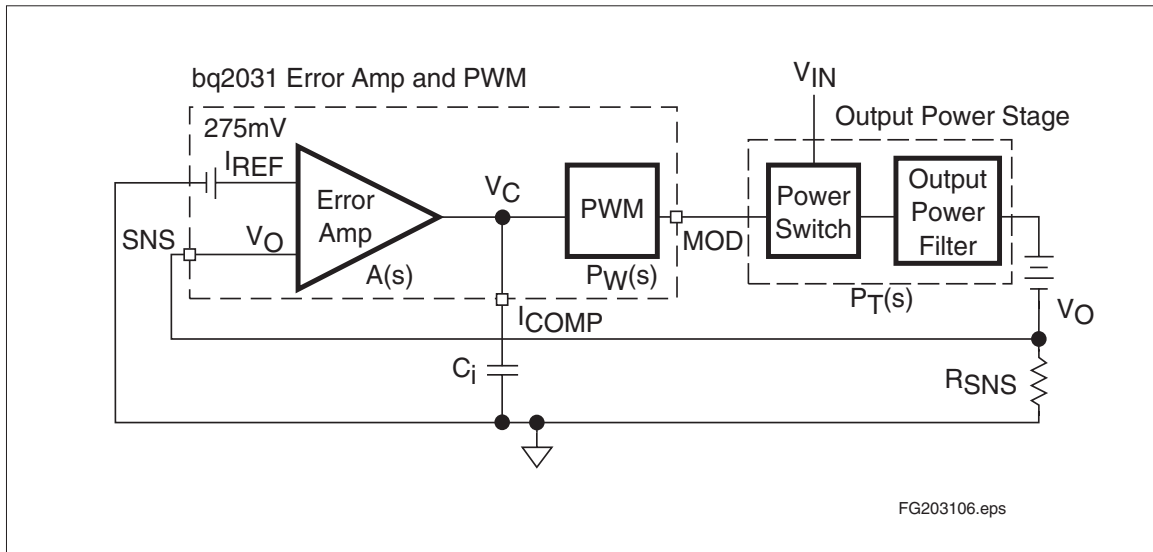 bq2031 Error Amp and PWM
VIN
Output Power Stage
275mV
IREF
Error
Amp
VC
PWM
Power
Switch
Output
Power
Filter
SNS
VO
MOD
A(s)
PW(s)
PT(s)
ICOMP
VO
Ci
RSNS
FG203106.eps